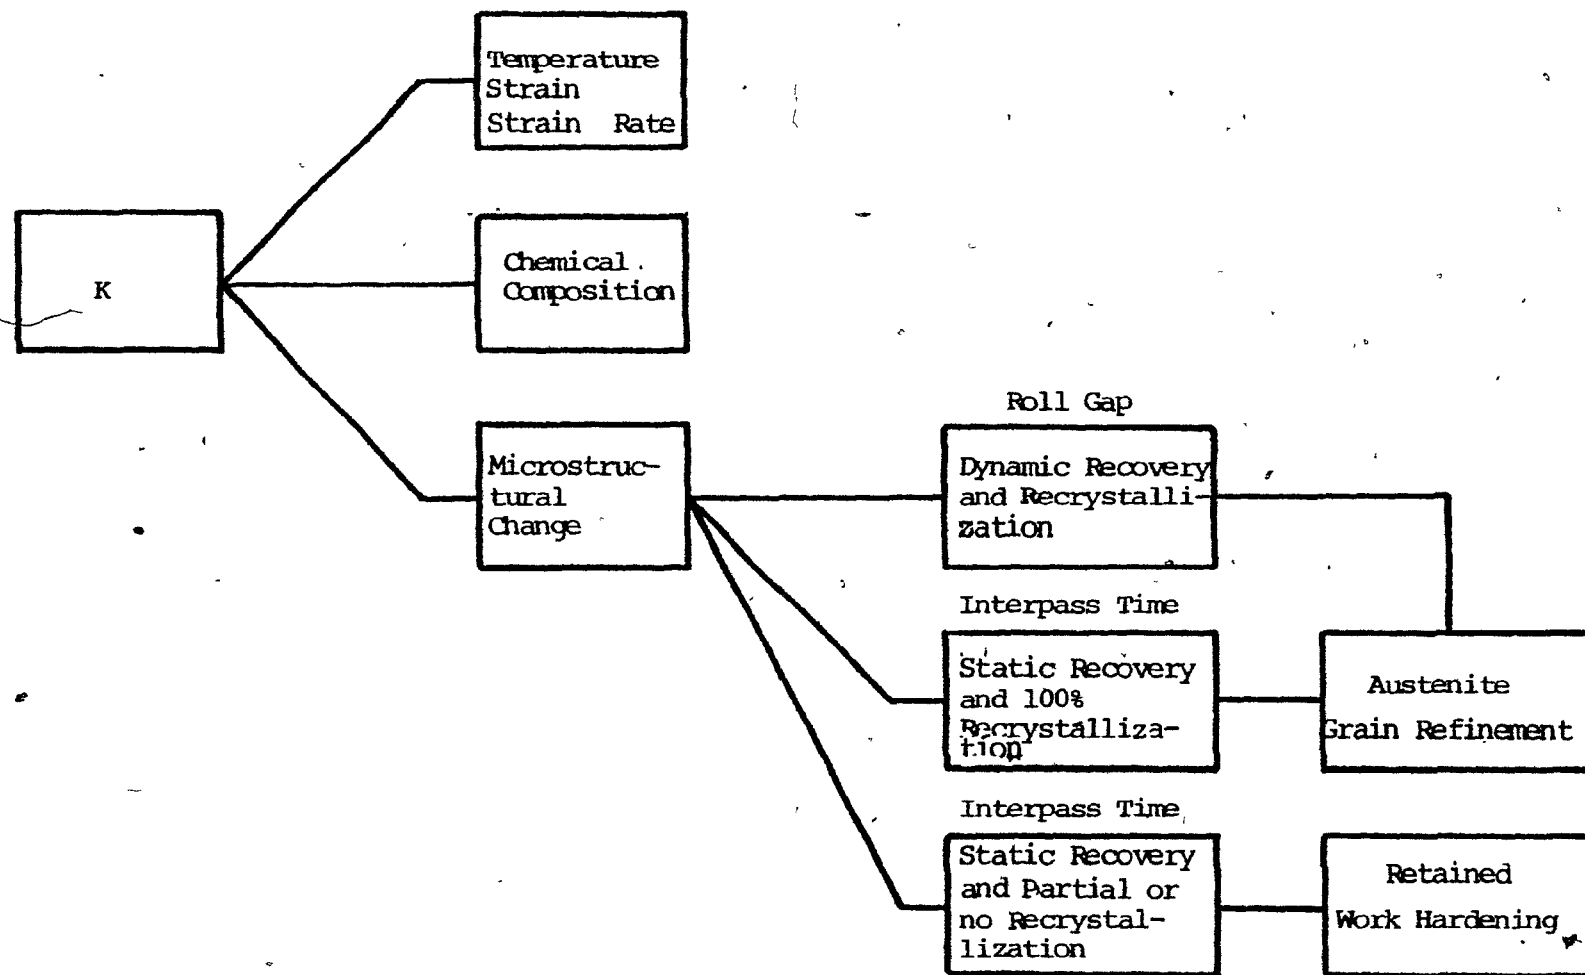 Temperature
Strain
Strain Rate
K
Chemical
Composition
Microstruc-
tural
Change
Roll Gap
Dynamic Recovery
and Recrystalli-
zation
Interpass Time
Static Recovery
and 100%
Recrystalliza-
tion
Austenite
Grain Refinement
Interpass Time
Static Recovery
and Partial or
no Recrystal-
lization
Retained
Work Hardening